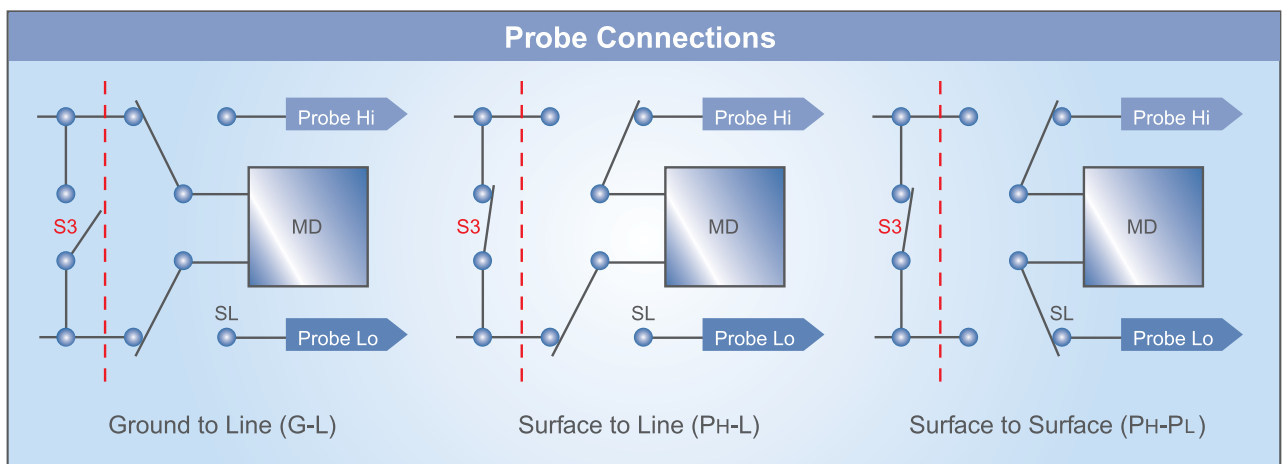 Probe Connections
Probe Hi
S3
MD
SL
Probe Lo
Ground to Line (G-L)
Probe Hi
S3
MD
SL
Probe Lo
Surface to Line (PH-L)
Probe Hi
S3
MD
SL
Probe Lo
Surface to Surface (PH-PL)